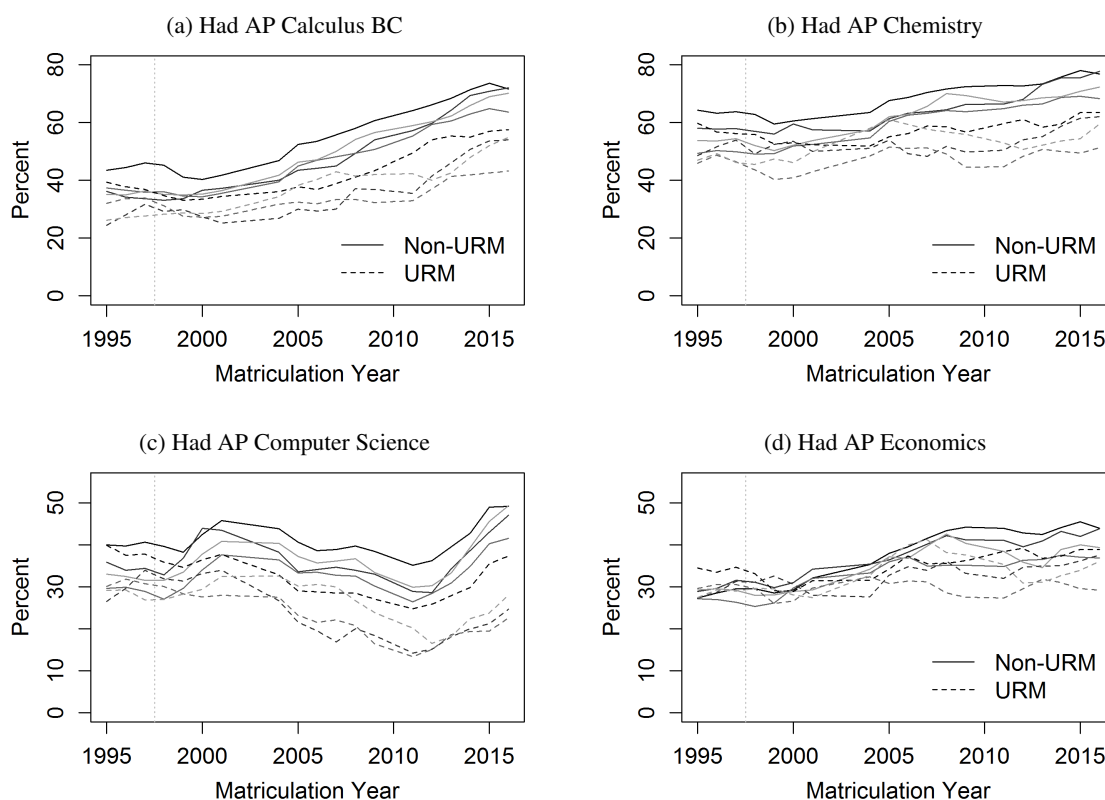 (a) Had AP Calculus BC
Percent
80
60
40
20
0
Non-URM
URM
1995 2000 2005 2010 2015
Matriculation Year
(b) Had AP Chemistry
Percent
80
60
40
20
0
Non-URM
URM
1995 2000 2005 2010 2015
Matriculation Year
(c) Had AP Computer Science
Percent
50
30
10
0
1995 2000 2005 2010 2015
Matriculation Year
(d) Had AP Economics
Percent
50
30
10
0
Non-URM
URM
1995 2000 2005 2010 2015
Matriculation Year